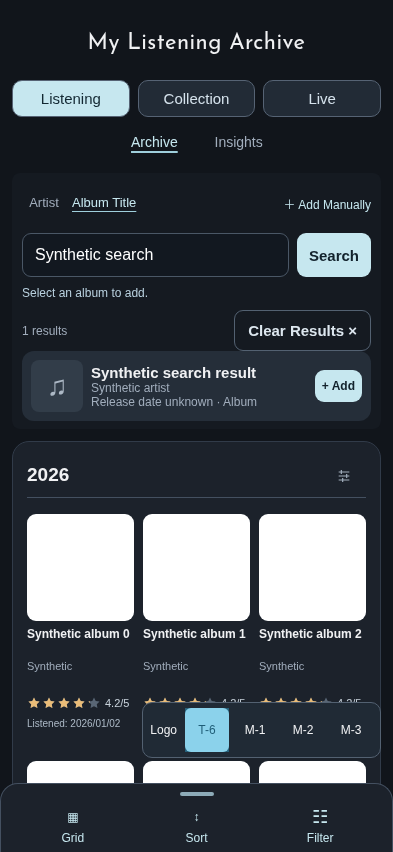 My Listening Archive
Listening Collection Live
Archive Insights
Artist Album Title + Add Manually
Synthetic search Search
Select an album to add.
1 results Clear Results ×
Synthetic search result
Synthetic artist
Release date unknown · Album
+ Add
2026
Synthetic album 0 Synthetic album 1 Synthetic album 2
Synthetic Synthetic Synthetic
4.2/5
Listened: 2026/01/02
Logo T-6 M-1 M-2 M-3
Grid Sort Filter